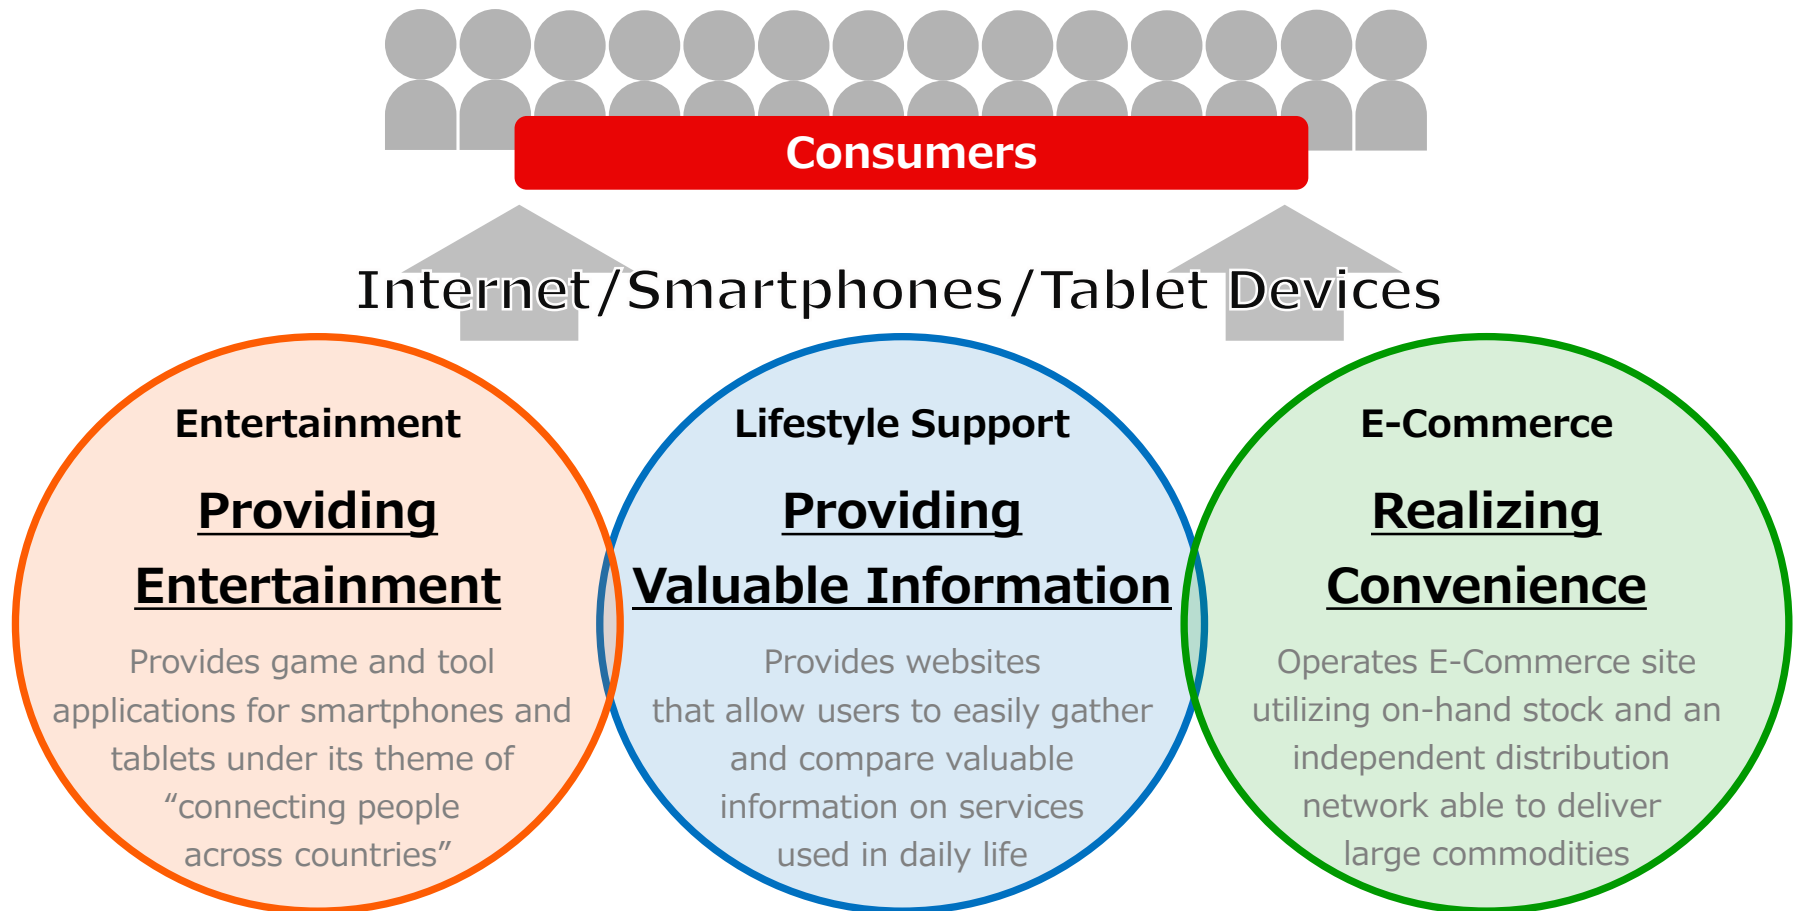 Consumers
Internet/Smartphones/Tablet Devices
Entertainment
Providing
Entertainment
Provides game and tool
applications for smartphones and
tablets under its theme of
“connecting people
across countries”
Lifestyle Support
Providing
Valuable Information
Provides websites
that allow users to easily gather
and compare valuable
information on services
used in daily life
E-Commerce
Realizing
Convenience
Operates E-Commerce site
utilizing on-hand stock and an
independent distribution
network able to deliver
large commodities